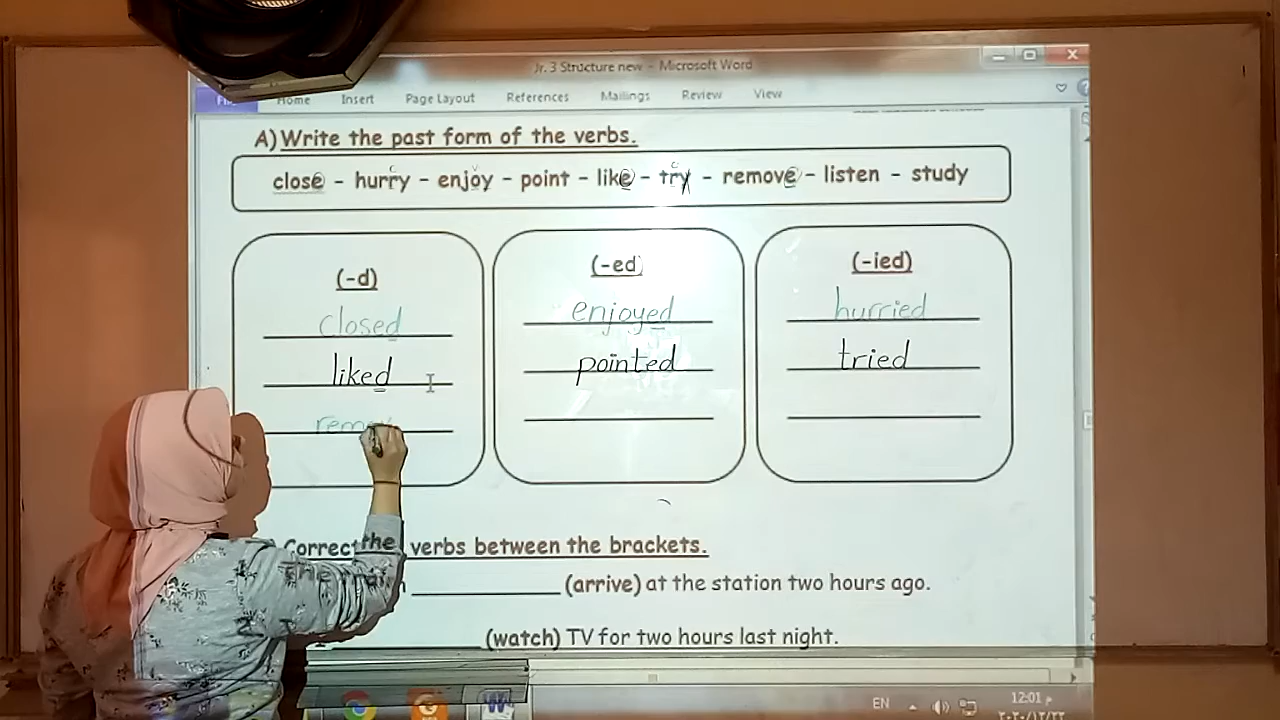 Jr. 3 Structure new - Microsoft Word
Home Insert Page Layout References Mailings Review View
A) Write the past form of the verbs.
close - hurry - enjoy - point - like - try - remove - listen - study
(-d) (-ed) (-ied)
closed enjoyed hurried
liked pointed tried
Correct the verbs between the brackets.
(arrive) at the station two hours ago.
(watch) TV for two hours last night.
EN 12:01 م
٢٠٢٠/١٢/٢٢